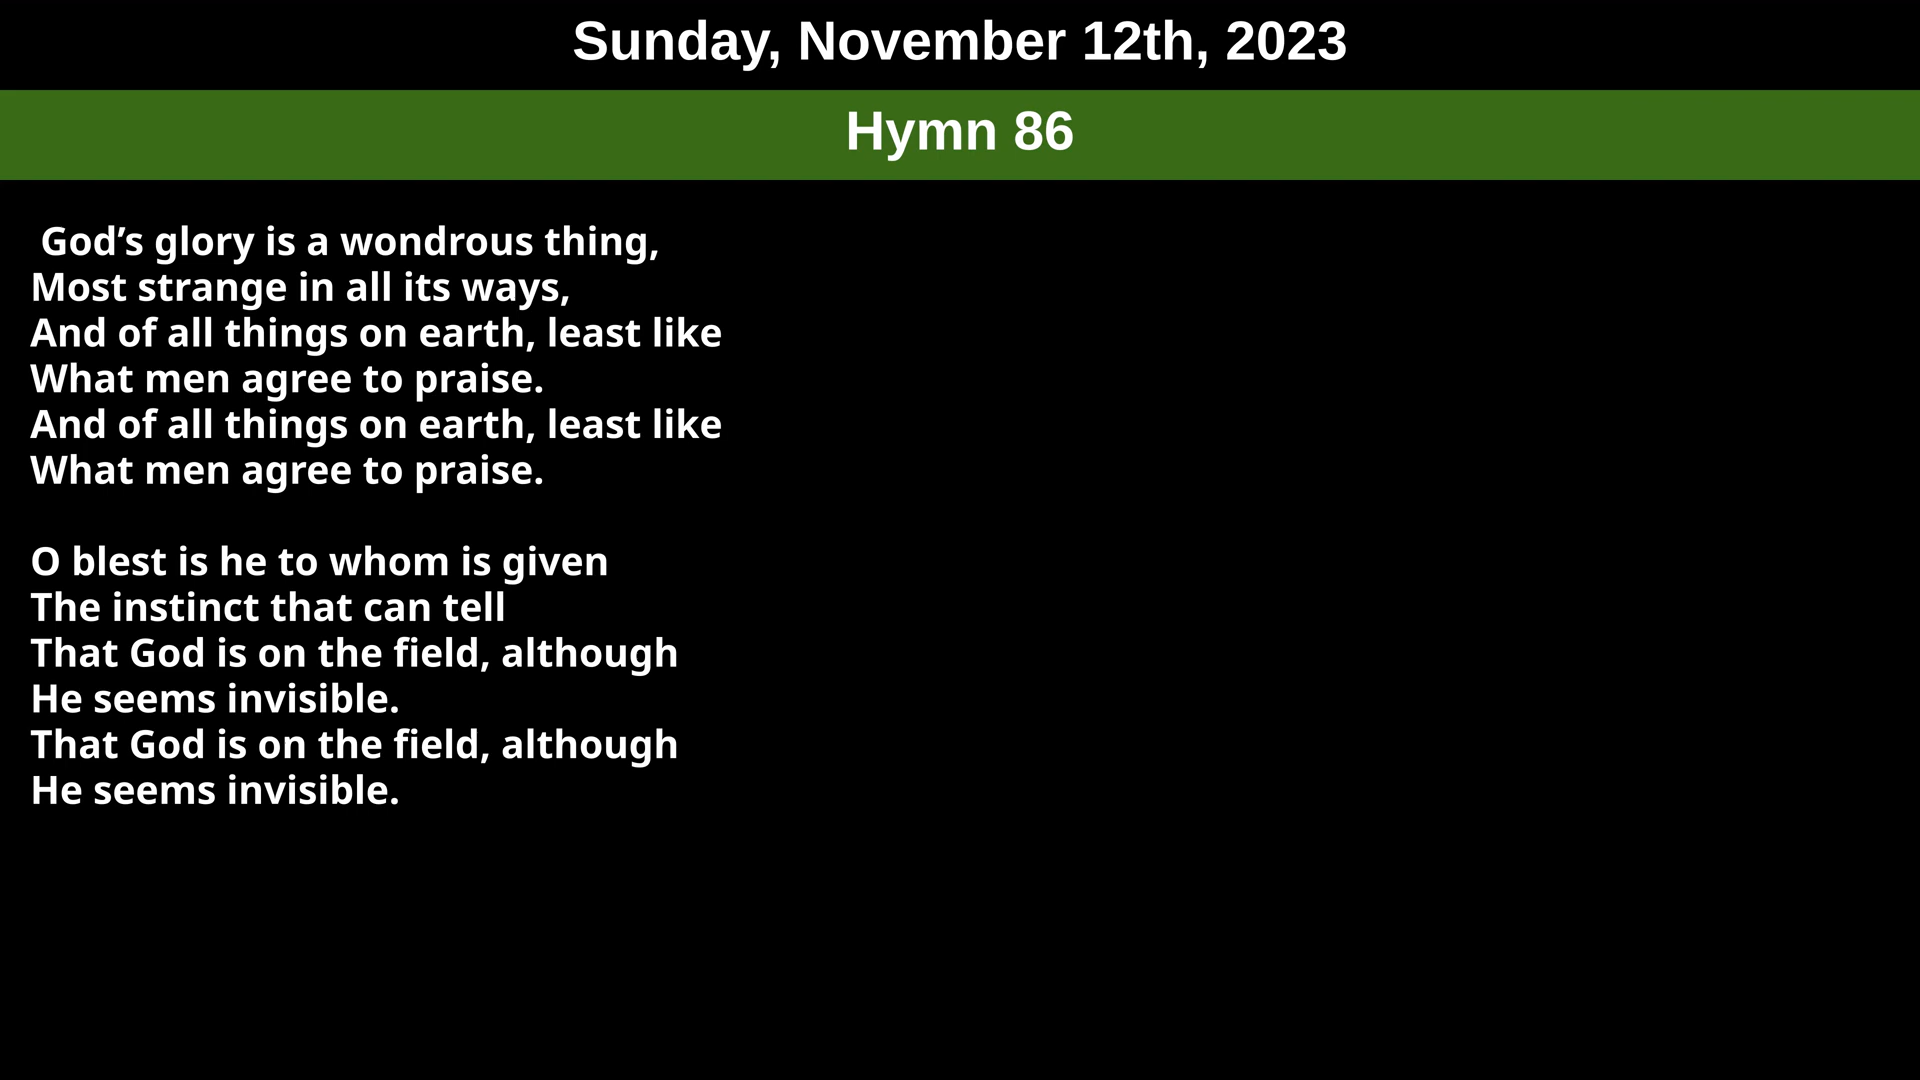 Sunday, November 12th, 2023
Hymn 86
God’s glory is a wondrous thing,
Most strange in all its ways,
And of all things on earth, least like
What men agree to praise.
And of all things on earth, least like
What men agree to praise.
O blest is he to whom is given
The instinct that can tell
That God is on the field, although
He seems invisible.
That God is on the field, although
He seems invisible.